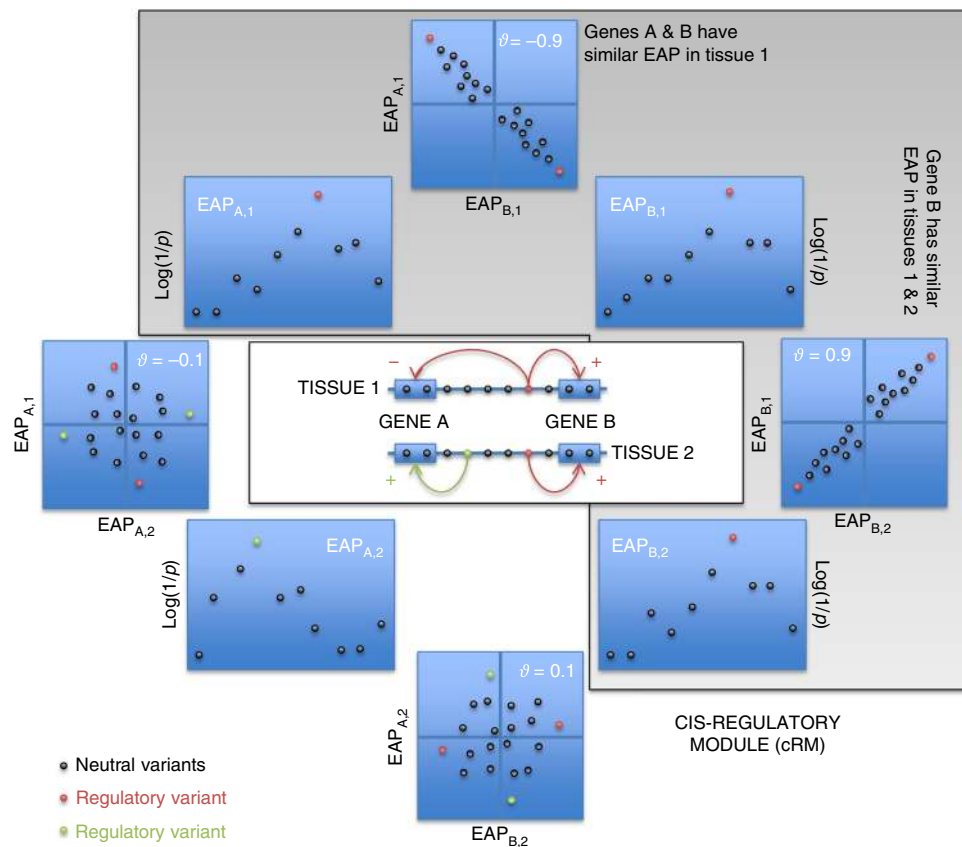 ϑ = –0.9
Genes A & B have
similar EAP in tissue 1
EAP_A,1
EAP_B,1
Gene B has similar
EAP in tissues 1 & 2
EAP_A,1
Log(1/p)
EAP_B,1
Log(1/p)
ϑ = –0.1
EAP_A,1
EAP_A,2
– +
TISSUE 1
GENE A GENE B
TISSUE 2
+ +
ϑ = 0.9
EAP_B,1
EAP_B,2
EAP_A,2
Log(1/p)
EAP_B,2
Log(1/p)
ϑ = 0.1
EAP_A,2
EAP_B,2
CIS-REGULATORY
MODULE (cRM)
Neutral variants
Regulatory variant
Regulatory variant